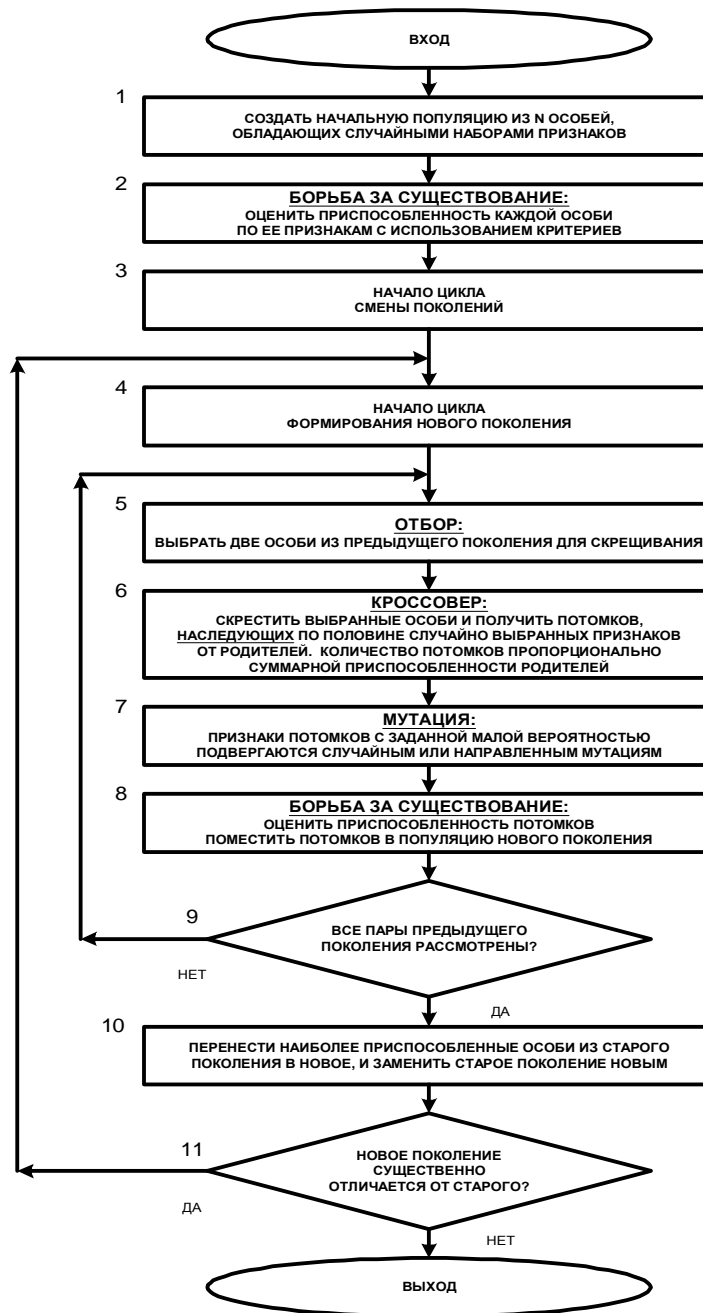 ВХОД
1
СОЗДАТЬ НАЧАЛЬНУЮ ПОПУЛЯЦИЮ ИЗ N ОСОБЕЙ,
ОБЛАДАЮЩИХ СЛУЧАЙНЫМИ НАБОРАМИ ПРИЗНАКОВ
2
БОРЬБА ЗА СУЩЕСТВОВАНИЕ:
ОЦЕНИТЬ ПРИСПОСОБЛЕННОСТЬ КАЖДОЙ ОСОБИ
ПО ЕЕ ПРИЗНАКАМ С ИСПОЛЬЗОВАНИЕМ КРИТЕРИЕВ
3
НАЧАЛО ЦИКЛА
СМЕНЫ ПОКОЛЕНИЙ
4
НАЧАЛО ЦИКЛА
ФОРМИРОВАНИЯ НОВОГО ПОКОЛЕНИЯ
5
ОТБОР:
ВЫБРАТЬ ДВЕ ОСОБИ ИЗ ПРЕДЫДУЩЕГО ПОКОЛЕНИЯ ДЛЯ СКРЕЩИВАНИЯ
6
КРОССОВЕР:
СКРЕСТИТЬ ВЫБРАННЫЕ ОСОБИ И ПОЛУЧИТЬ ПОТОМКОВ,
НАСЛЕДУЮЩИХ ПО ПОЛОВИНЕ СЛУЧАЙНО ВЫБРАННЫХ ПРИЗНАКОВ
ОТ РОДИТЕЛЕЙ. КОЛИЧЕСТВО ПОТОМКОВ ПРОПОРЦИОНАЛЬНО
СУММАРНОЙ ПРИСПОСОБЛЕННОСТИ РОДИТЕЛЕЙ
7
МУТАЦИЯ:
ПРИЗНАКИ ПОТОМКОВ С ЗАДАННОЙ МАЛОЙ ВЕРОЯТНОСТЬЮ
ПОДВЕРГАЮТСЯ СЛУЧАЙНЫМ ИЛИ НАПРАВЛЕННЫМ МУТАЦИЯМ
8
БОРЬБА ЗА СУЩЕСТВОВАНИЕ:
ОЦЕНИТЬ ПРИСПОСОБЛЕННОСТЬ ПОТОМКОВ
ПОМЕСТИТЬ ПОТОМКОВ В ПОПУЛЯЦИЮ НОВОГО ПОКОЛЕНИЯ
9
ВСЕ ПАРЫ ПРЕДЫДУЩЕГО
ПОКОЛЕНИЯ РАССМОТРЕНЫ?
НЕТ
ДА
10
ПЕРЕНЕСТИ НАИБОЛЕЕ ПРИСПОСОБЛЕННЫЕ ОСОБИ ИЗ СТАРОГО
ПОКОЛЕНИЯ В НОВОЕ, И ЗАМЕНИТЬ СТАРОЕ ПОКОЛЕНИЕ НОВЫМ
11
НОВОЕ ПОКОЛЕНИЕ
СУЩЕСТВЕННО
ОТЛИЧАЕТСЯ ОТ СТАРОГО?
ДА
НЕТ
ВЫХОД